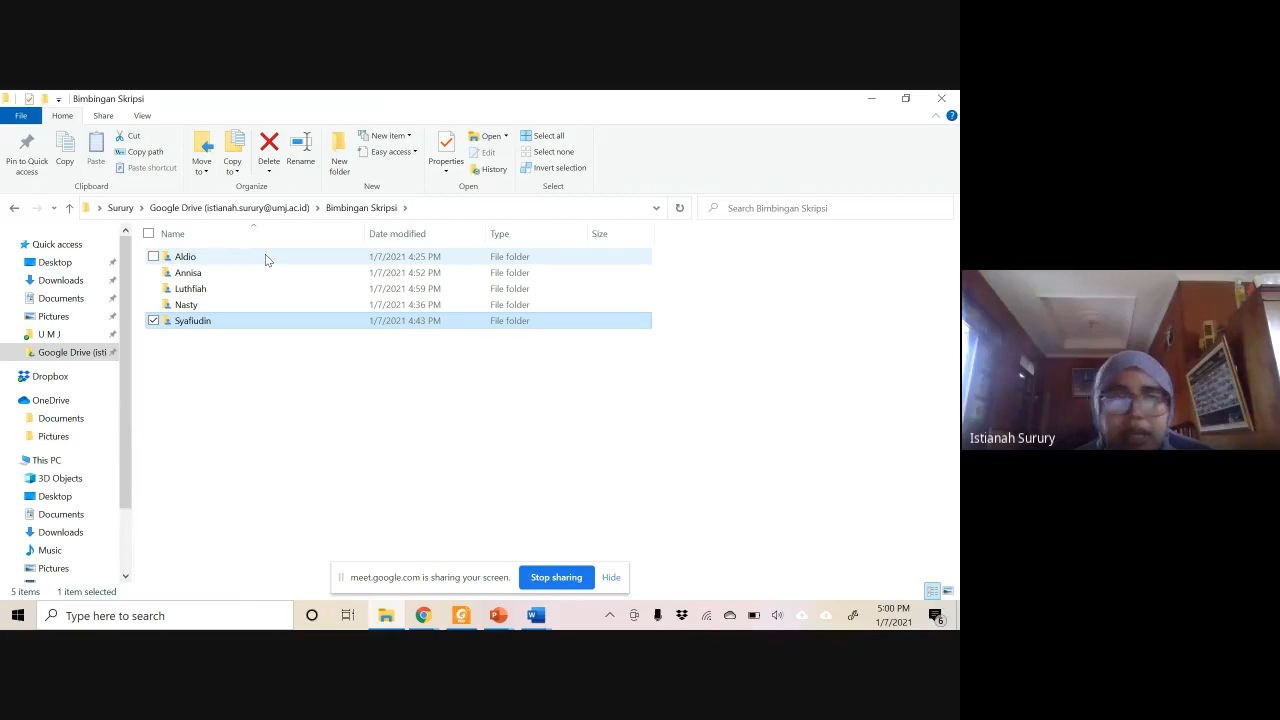 Bimbingan Skripsi
File Home Share View
Pin to Quick access
Copy
Paste
Cut
Copy path
Paste shortcut
Clipboard
Move to
Copy to
Delete
Rename
Organize
New folder
New item
Easy access
New
Properties
Open
Edit
History
Open
Select all
Select none
Invert selection
Select
Surury > Google Drive (istianah.surury@umj.ac.id) > Bimbingan Skripsi >
Search Bimbingan Skripsi
Quick access
Desktop
Downloads
Documents
Pictures
U M J
Google Drive (isti
Dropbox
OneDrive
Documents
Pictures
This PC
3D Objects
Desktop
Documents
Downloads
Music
Pictures
Name Date modified Type Size
Aldio 1/7/2021 4:25 PM File folder
Annisa 1/7/2021 4:52 PM File folder
Luthfiah 1/7/2021 4:59 PM File folder
Nasty 1/7/2021 4:36 PM File folder
Syafiudin 1/7/2021 4:43 PM File folder
meet.google.com is sharing your screen. Stop sharing Hide
5 items 1 item selected
Type here to search
5:00 PM
1/7/2021
6
Istianah Surury